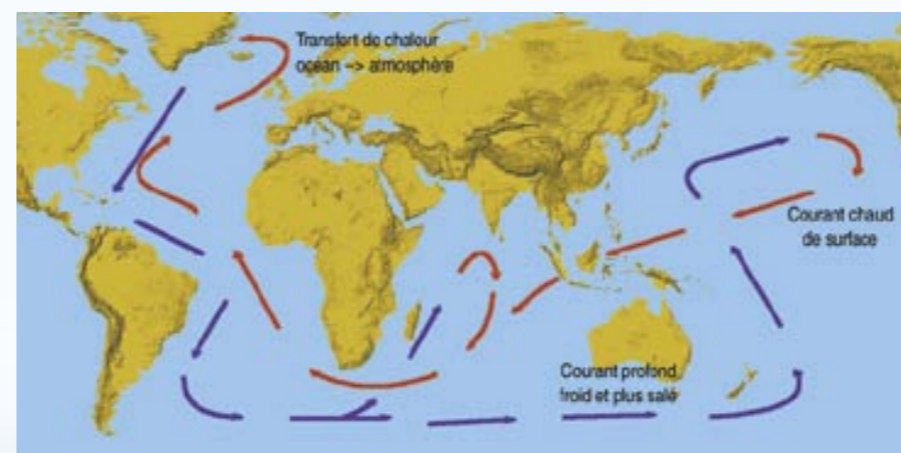 Transfert de chaleur
océan -> atmosphère
Courant chaud
de surface
Courant profond
froid et plus salé